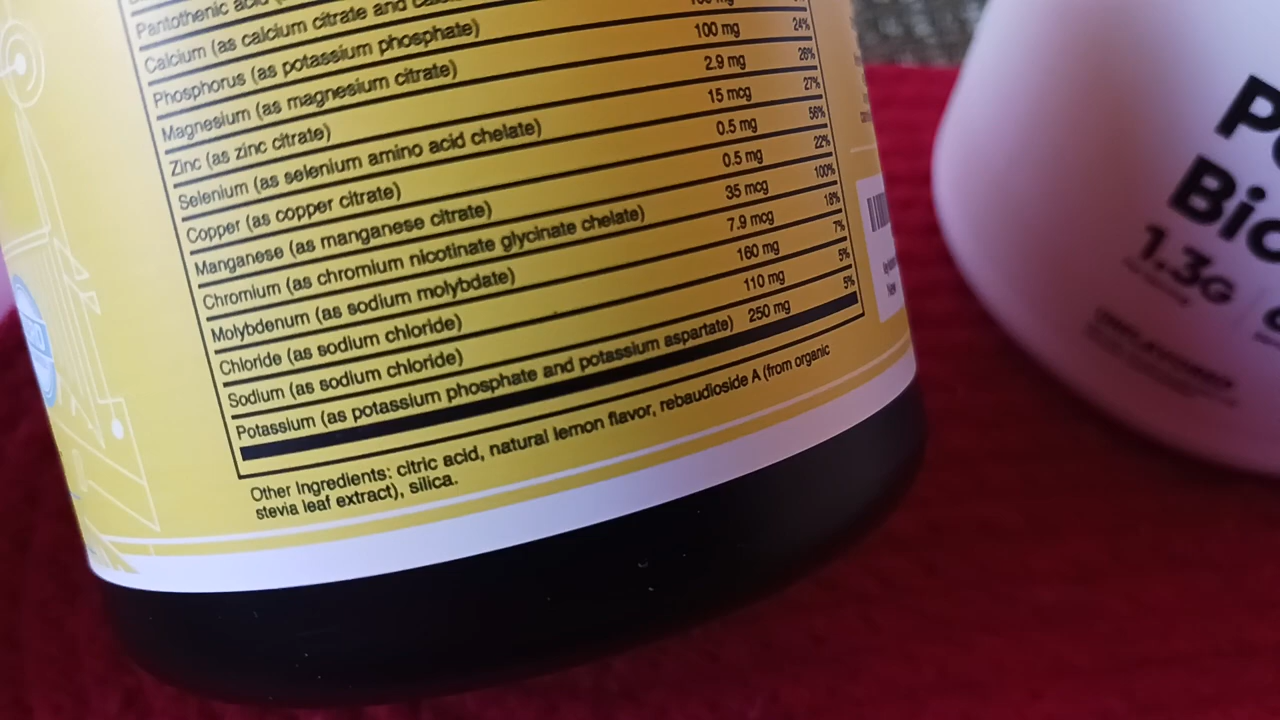 Pantothenic acid
Calcium (as calcium citrate and
Phosphorus (as potassium phosphate) mg
Magnesium (as magnesium citrate) 100 mg 24%
Zinc (as zinc citrate) 2.9 mg 26%
Selenium (as selenium amino acid chelate) 15 mcg 27%
Copper (as copper citrate) 0.5 mg 56%
Manganese (as manganese citrate) 0.5 mg 22%
Chromium (as chromium nicotinate glycinate chelate) 35 mcg 100%
Molybdenum (as sodium molybdate) 7.9 mcg 18%
Chloride (as sodium chloride) 160 mg 7%
Sodium (as sodium chloride) 110 mg 5%
Potassium (as potassium phosphate and potassium aspartate) 250 mg 5%
Other Ingredients: citric acid, natural lemon flavor, rebaudioside A (from organic
stevia leaf extract), silica.
1.3G